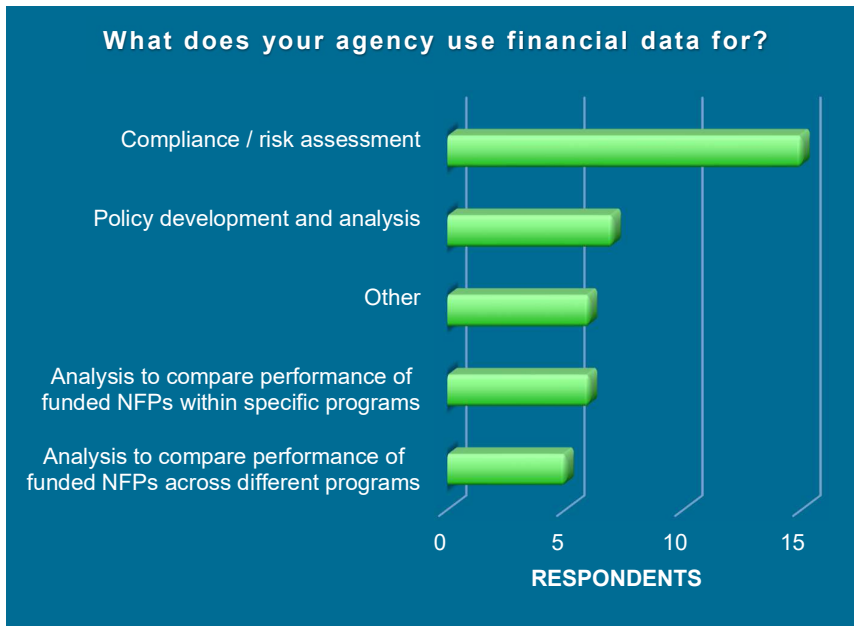 What does your agency use financial data for?
Compliance / risk assessment
Policy development and analysis
Other
Analysis to compare performance of
funded NFPs within specific programs
Analysis to compare performance of
funded NFPs across different programs
0 5 10 15
RESPONDENTS